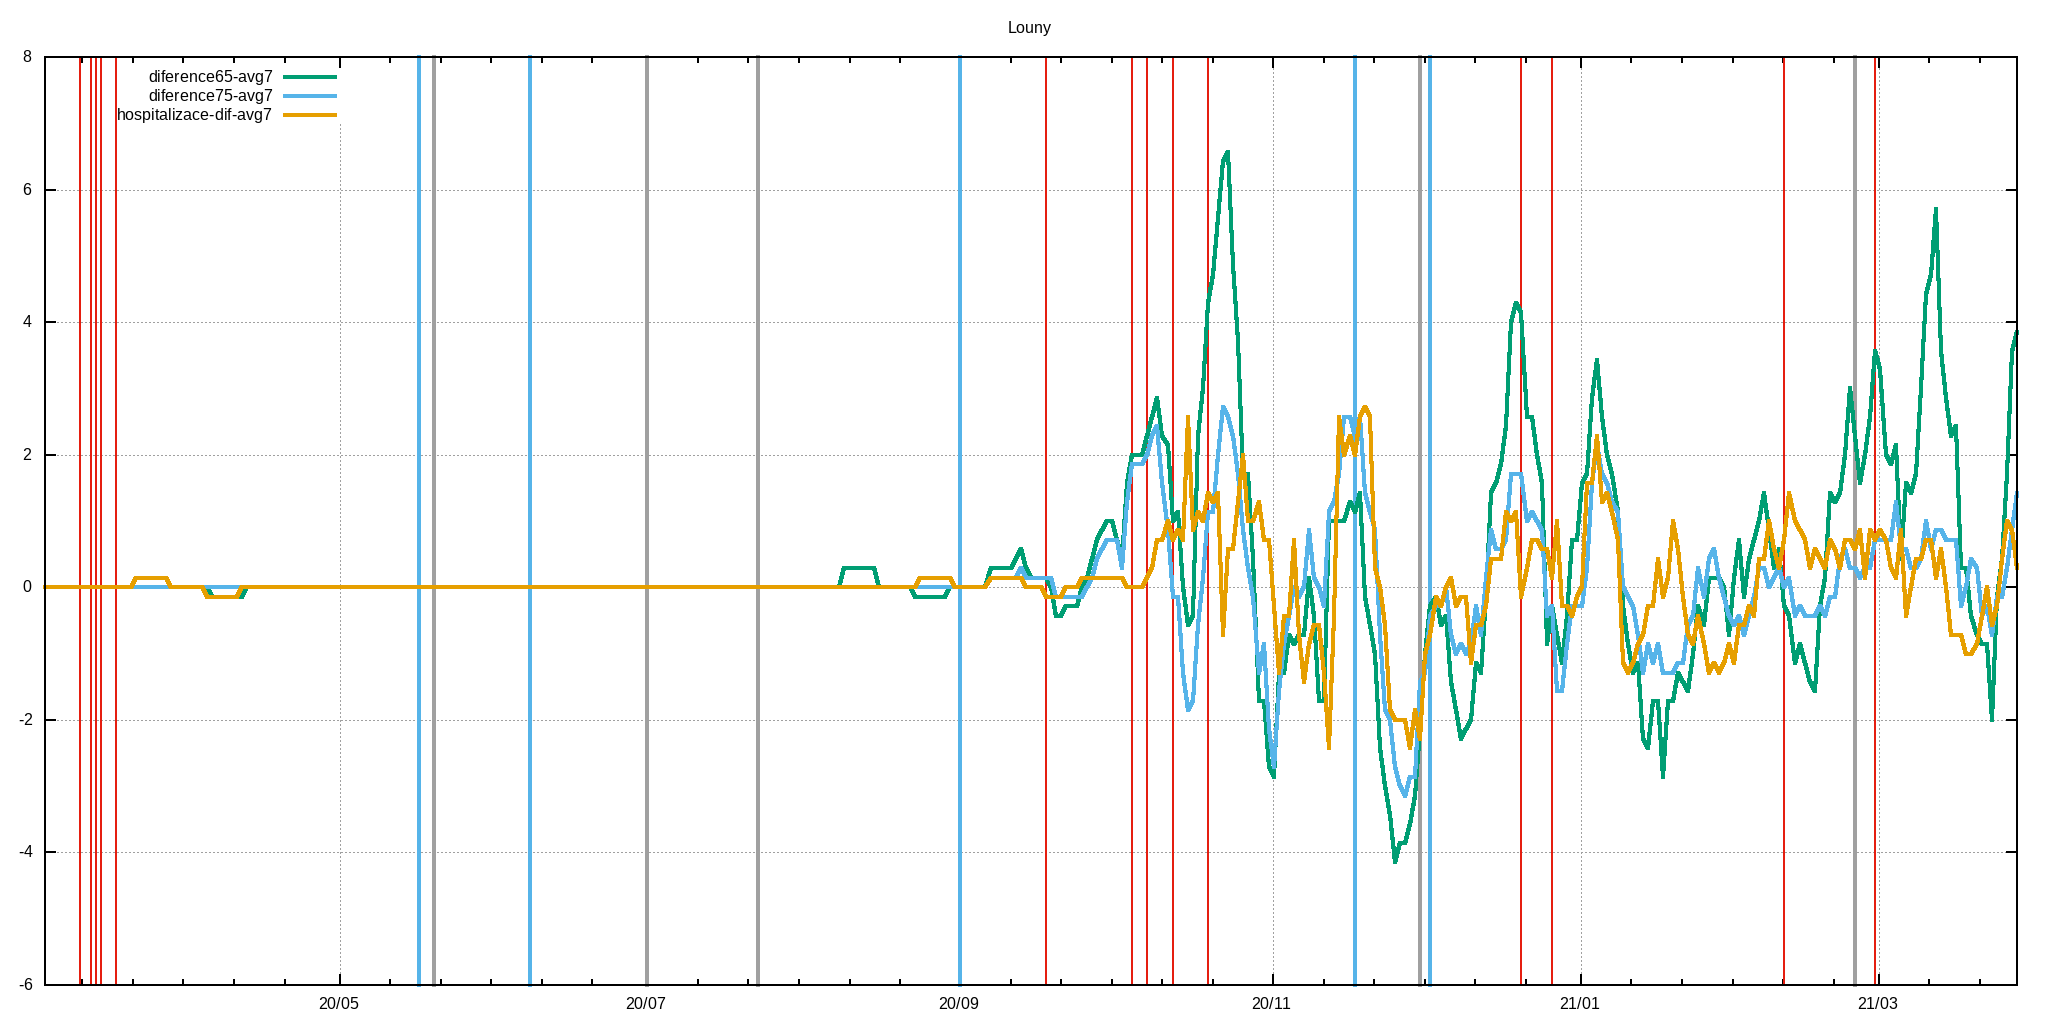 Louny
8
diference65-avg7
diference75-avg7
hospitalizace-dif-avg7
6
4
2
0
-2
-4
-6
20/05 20/07 20/09 20/11 21/01 21/03